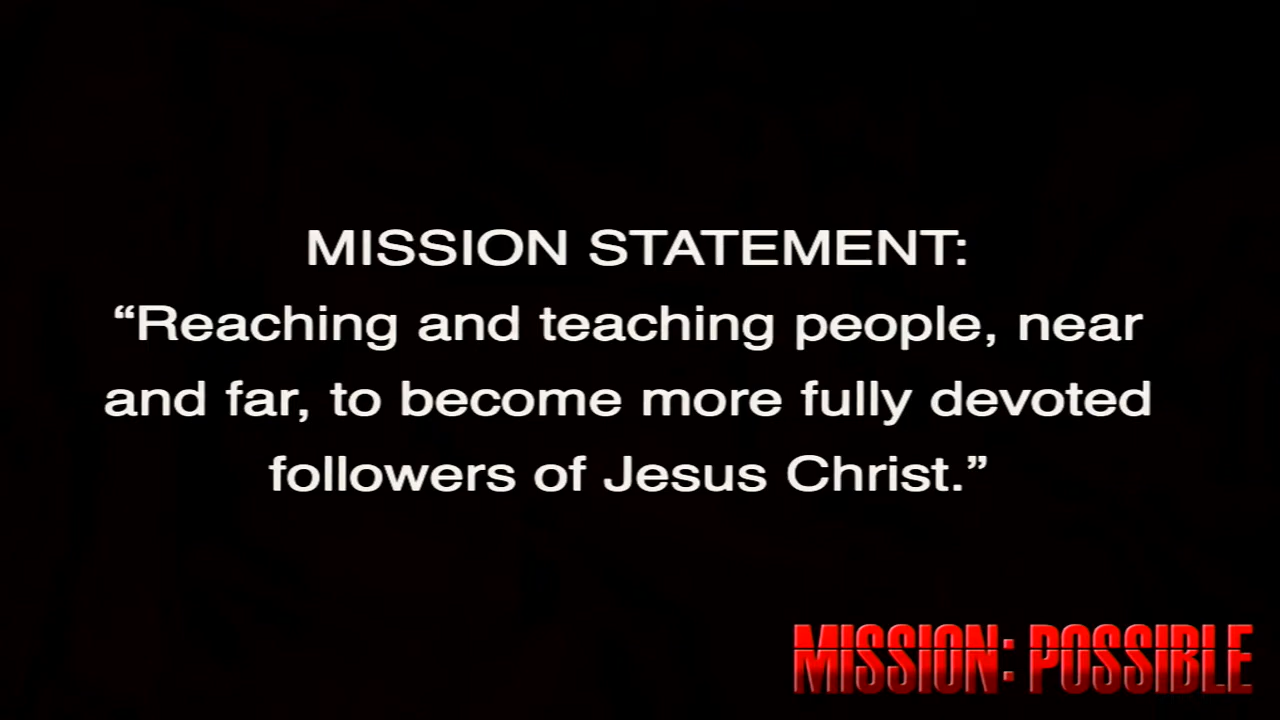 MISSION STATEMENT:
“Reaching and teaching people, near
and far, to become more fully devoted
followers of Jesus Christ.”
MISSION: POSSIBLE